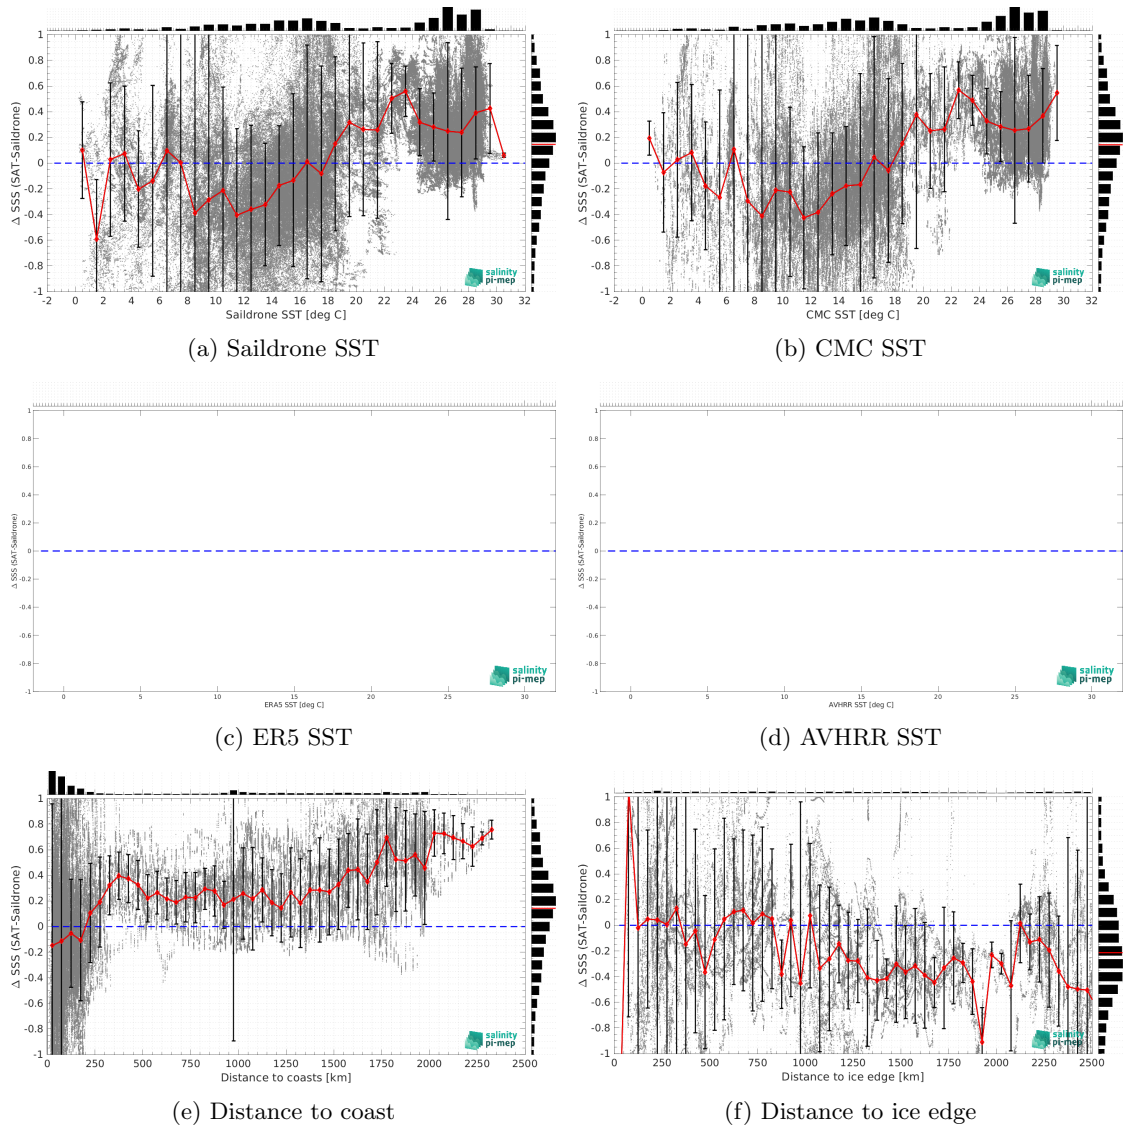 1
0.8
0.6
0.4
0.2
0
-0.2
-0.4
-0.6
-0.8
-1
Δ SSS (SAT-Saildrone)
-2 0 2 4 6 8 10 12 14 16 18 20 22 24 26 28 30 32
Saildrone SST [deg C]
salinity
pi-mep
(a) Saildrone SST
1
0.8
0.6
0.4
0.2
0
-0.2
-0.4
-0.6
-0.8
-1
Δ SSS (SAT-Saildrone)
-2 0 2 4 6 8 10 12 14 16 18 20 22 24 26 28 30 32
CMC SST [deg C]
salinity
pi-mep
(b) CMC SST
1
0.8
0.6
0.4
0.2
0
-0.2
-0.4
-0.6
-0.8
-1
Δ SSS (SAT-Saildrone)
0 5 10 15 20 25 30
ERA5 SST [deg C]
salinity
pi-mep
(c) ER5 SST
1
0.8
0.6
0.4
0.2
0
-0.2
-0.4
-0.6
-0.8
-1
Δ SSS (SAT-Saildrone)
0 5 10 15 20 25 30
AVHRR SST [deg C]
salinity
pi-mep
(d) AVHRR SST
1
0.8
0.6
0.4
0.2
0
-0.2
-0.4
-0.6
-0.8
-1
Δ SSS (SAT-Saildrone)
0 250 500 750 1000 1250 1500 1750 2000 2250 2500
Distance to coasts [km]
salinity
pi-mep
(e) Distance to coast
1
0.8
0.6
0.4
0.2
0
-0.2
-0.4
-0.6
-0.8
-1
Δ SSS (SAT-Saildrone)
0 250 500 750 1000 1250 1500 1750 2000 2250 2500
Distance to ice edge [km]
salinity
pi-mep
(f) Distance to ice edge